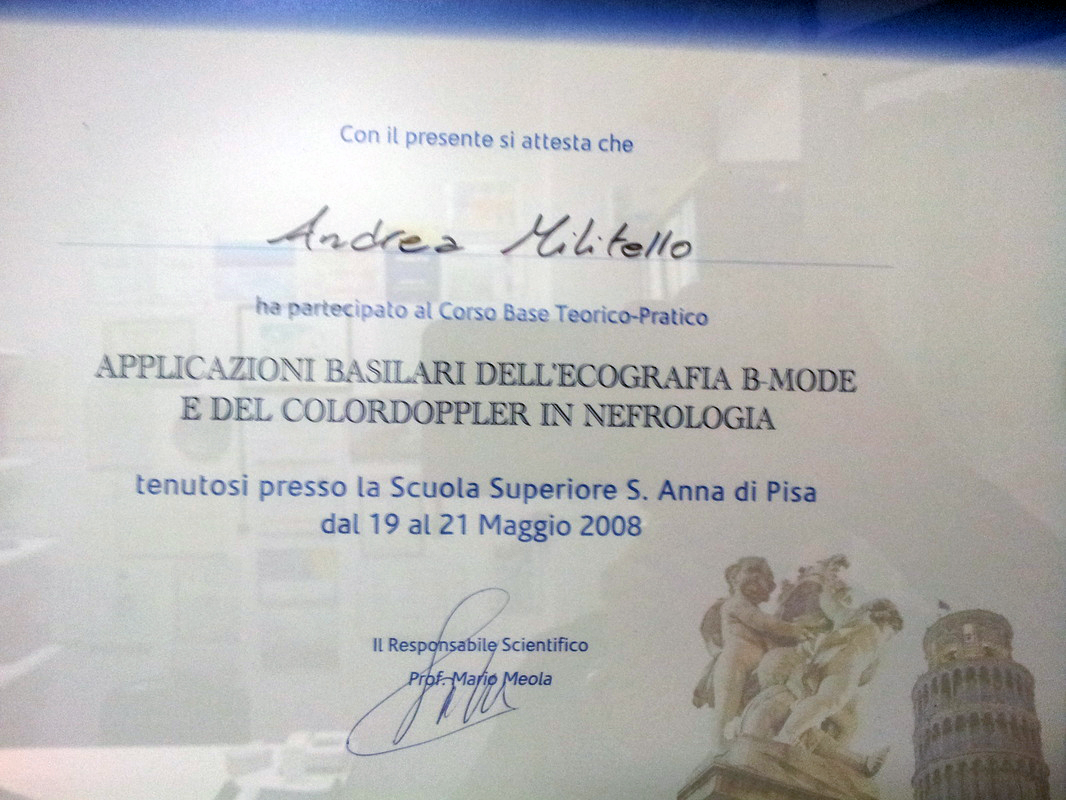 Con il presente si attesta che
Andrea Militello
ha partecipato al Corso Base Teorico-Pratico
APPLICAZIONI BASILARI DELL'ECOGRAFIA B-MODE
E DEL COLORDOPPLER IN NEFROLOGIA
tenutosi presso la Scuola Superiore S. Anna di Pisa
dal 19 al 21 Maggio 2008
Il Responsabile Scientifico
Prof. Mario Meola